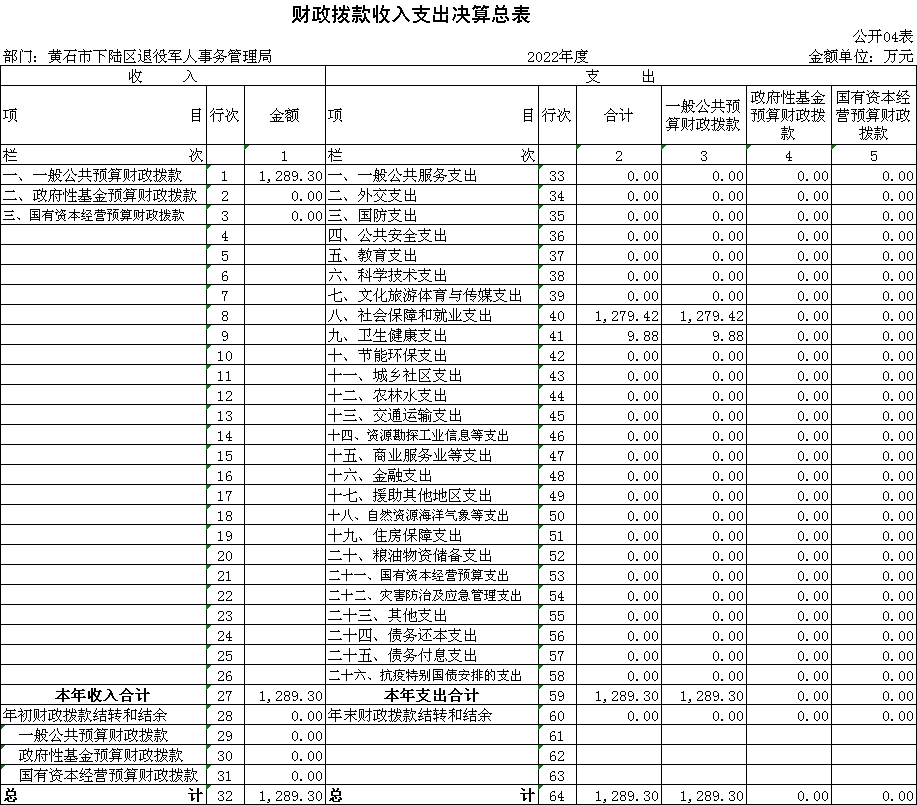 财政拨款收入支出决算总表
公开04表
部门：黄石市下陆区退役军人事务管理局 2022年度 金额单位：万元
收 入 支 出
项 目 行次 金额 项 目 行次 合计 一般公共预算财政拨款 政府性基金预算财政拨款 国有资本经营预算财政拨款
栏 次 1 栏 次 2 3 4 5
一、一般公共预算财政拨款 1 1,289.30 一、一般公共服务支出 33 0.00 0.00 0.00 0.00
二、政府性基金预算财政拨款 2 0.00 二、外交支出 34 0.00 0.00 0.00 0.00
三、国有资本经营预算财政拨款 3 0.00 三、国防支出 35 0.00 0.00 0.00 0.00
4 四、公共安全支出 36 0.00 0.00 0.00 0.00
5 五、教育支出 37 0.00 0.00 0.00 0.00
6 六、科学技术支出 38 0.00 0.00 0.00 0.00
7 七、文化旅游体育与传媒支出 39 0.00 0.00 0.00 0.00
8 八、社会保障和就业支出 40 1,279.42 1,279.42 0.00 0.00
9 九、卫生健康支出 41 9.88 9.88 0.00 0.00
10 十、节能环保支出 42 0.00 0.00 0.00 0.00
11 十一、城乡社区支出 43 0.00 0.00 0.00 0.00
12 十二、农林水支出 44 0.00 0.00 0.00 0.00
13 十三、交通运输支出 45 0.00 0.00 0.00 0.00
14 十四、资源勘探工业信息等支出 46 0.00 0.00 0.00 0.00
15 十五、商业服务业等支出 47 0.00 0.00 0.00 0.00
16 十六、金融支出 48 0.00 0.00 0.00 0.00
17 十七、援助其他地区支出 49 0.00 0.00 0.00 0.00
18 十八、自然资源海洋气象等支出 50 0.00 0.00 0.00 0.00
19 十九、住房保障支出 51 0.00 0.00 0.00 0.00
20 二十、粮油物资储备支出 52 0.00 0.00 0.00 0.00
21 二十一、国有资本经营预算支出 53 0.00 0.00 0.00 0.00
22 二十二、灾害防治及应急管理支出 54 0.00 0.00 0.00 0.00
23 二十三、其他支出 55 0.00 0.00 0.00 0.00
24 二十四、债务还本支出 56 0.00 0.00 0.00 0.00
25 二十五、债务付息支出 57 0.00 0.00 0.00 0.00
26 二十六、抗疫特别国债安排的支出 58 0.00 0.00 0.00 0.00
本年收入合计 27 1,289.30 本年支出合计 59 1,289.30 1,289.30 0.00 0.00
年初财政拨款结转和结余 28 0.00 年末财政拨款结转和结余 60 0.00 0.00 0.00 0.00
一般公共预算财政拨款 29 0.00 61
政府性基金预算财政拨款 30 0.00 62
国有资本经营预算财政拨款 31 0.00 63
总 计 32 1,289.30 总 计 64 1,289.30 1,289.30 0.00 0.00